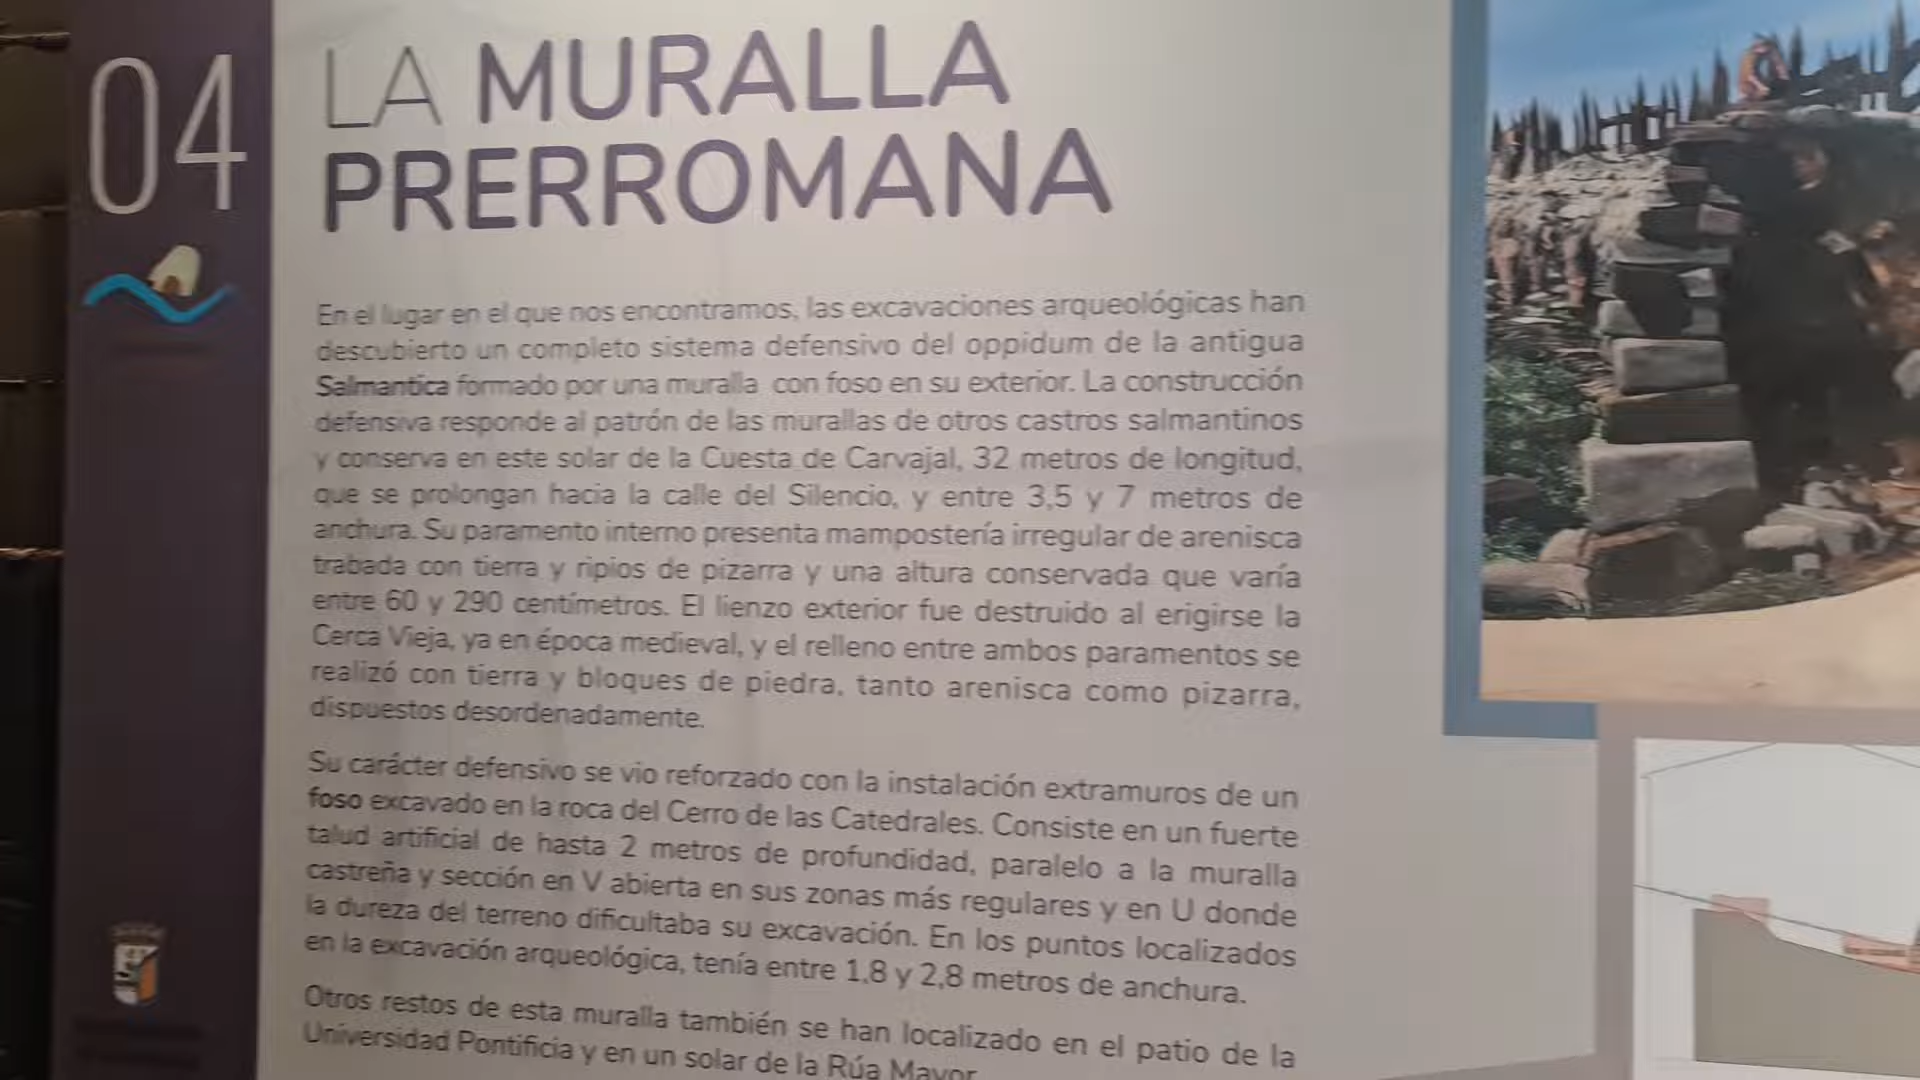 04
LA MURALLA
PRERROMANA
En el lugar en el que nos encontramos, las excavaciones arqueológicas han
descubierto un completo sistema defensivo del oppidum de la antigua
Salmantica formado por una muralla con foso en su exterior. La construcción
defensiva responde al patrón de las murallas de otros castros salmantinos
y conserva en este solar de la Cuesta de Carvajal, 32 metros de longitud,
que se prolongan hacia la calle del Silencio, y entre 3,5 y 7 metros de
anchura. Su paramento interno presenta mampostería irregular de arenisca
trabada con tierra y ripios de pizarra y una altura conservada que varía
entre 60 y 290 centímetros. El lienzo exterior fue destruido al erigirse la
Cerca Vieja, ya en época medieval, y el relleno entre ambos paramentos se
realizó con tierra y bloques de piedra, tanto arenisca como pizarra,
dispuestos desordenadamente.
Su carácter defensivo se vio reforzado con la instalación extramuros de un
foso excavado en la roca del Cerro de las Catedrales. Consiste en un fuerte
talud artificial de hasta 2 metros de profundidad, paralelo a la muralla
castreña y sección en V abierta en sus zonas más regulares y en U donde
la dureza del terreno dificultaba su excavación. En los puntos localizados
en la excavación arqueológica, tenía entre 1,8 y 2,8 metros de anchura.
Otros restos de esta muralla también se han localizado en el patio de la
Universidad Pontificia y en un solar de la Rúa Mayor